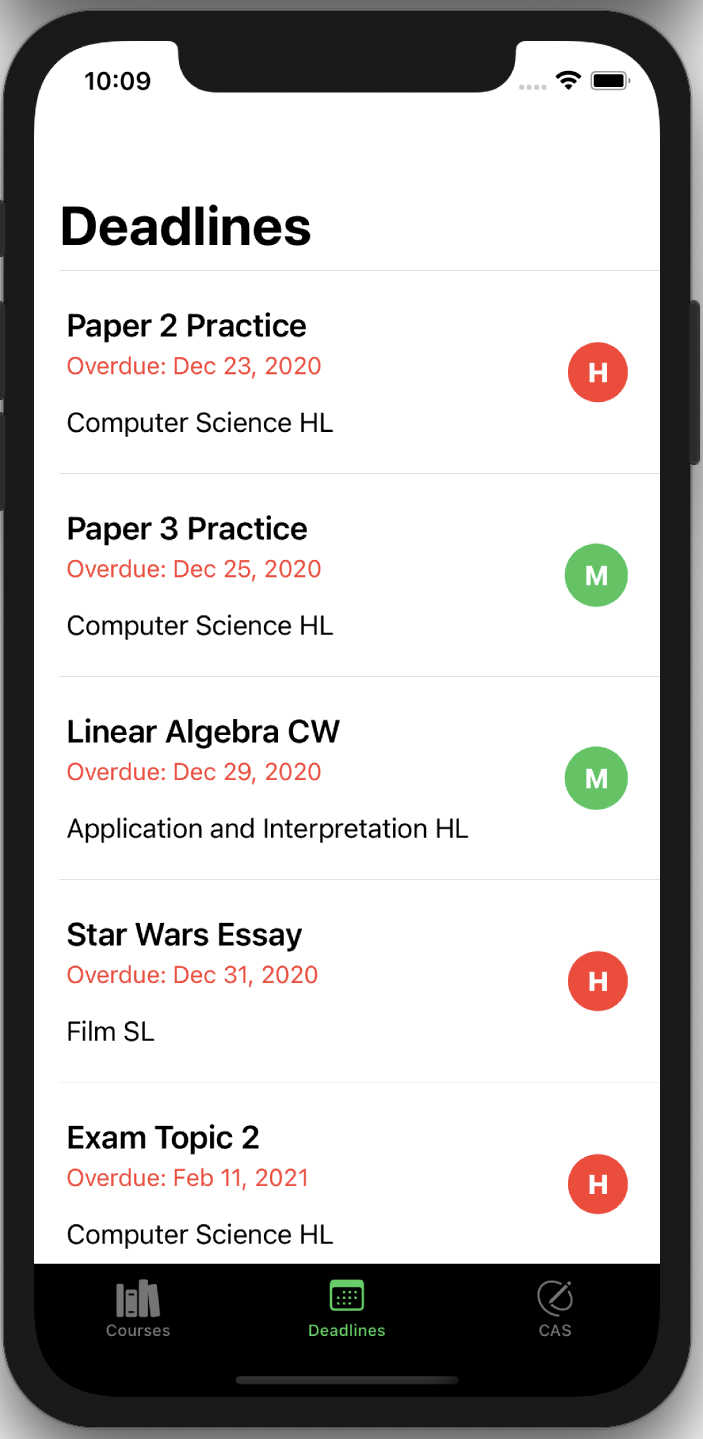 10:09
Deadlines
Paper 2 Practice
Overdue: Dec 23, 2020
H
Computer Science HL
Paper 3 Practice
Overdue: Dec 25, 2020
M
Computer Science HL
Linear Algebra CW
Overdue: Dec 29, 2020
M
Application and Interpretation HL
Star Wars Essay
Overdue: Dec 31, 2020
H
Film SL
Exam Topic 2
Overdue: Feb 11, 2021
H
Computer Science HL
Courses
Deadlines
CAS